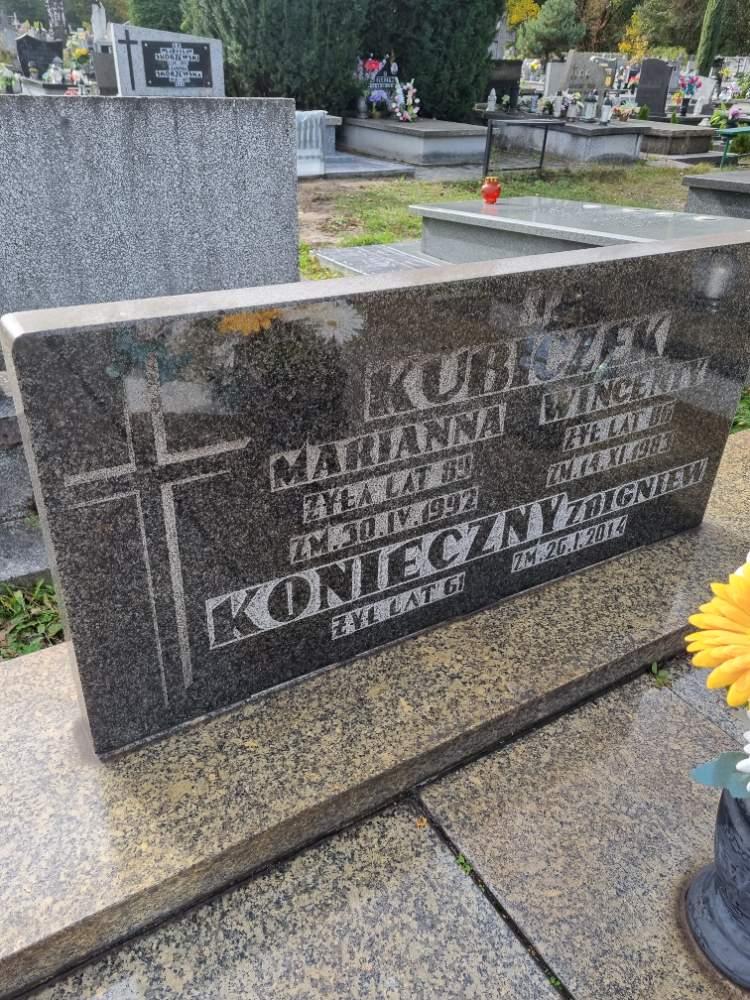 Ś.P.
KUBICZEK
MARIANNA
ŻYŁA LAT 89
ZM. 30.IV.1992
WINCENTY
ŻYŁ LAT
ZM. 14.XI.1983
KONIECZNY ZBIGNIEW
ŻYŁ LAT 61
ZM. 26.I.2014